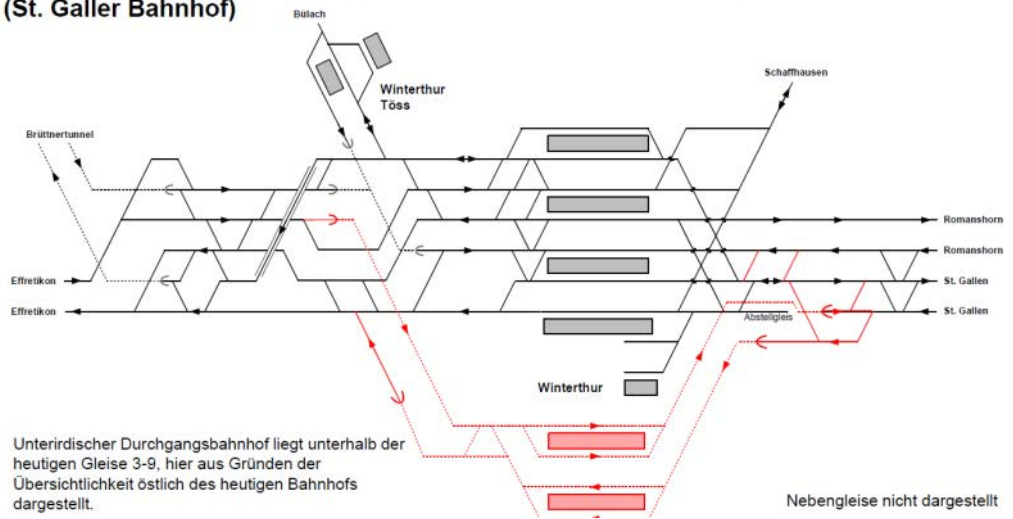 (St. Galler Bahnhof)
Bülach
Winterthur
Töss
Schaffhausen
Brüttnertunnel
Romanshorn
Romanshorn
Effretikon
St. Gallen
Effretikon
St. Gallen
Abstellgleis
Winterthur
Unterirdischer Durchgangsbahnhof liegt unterhalb der
heutigen Gleise 3-9, hier aus Gründen der
Übersichtlichkeit östlich des heutigen Bahnhofs
dargestellt.
Nebengleise nicht dargestellt